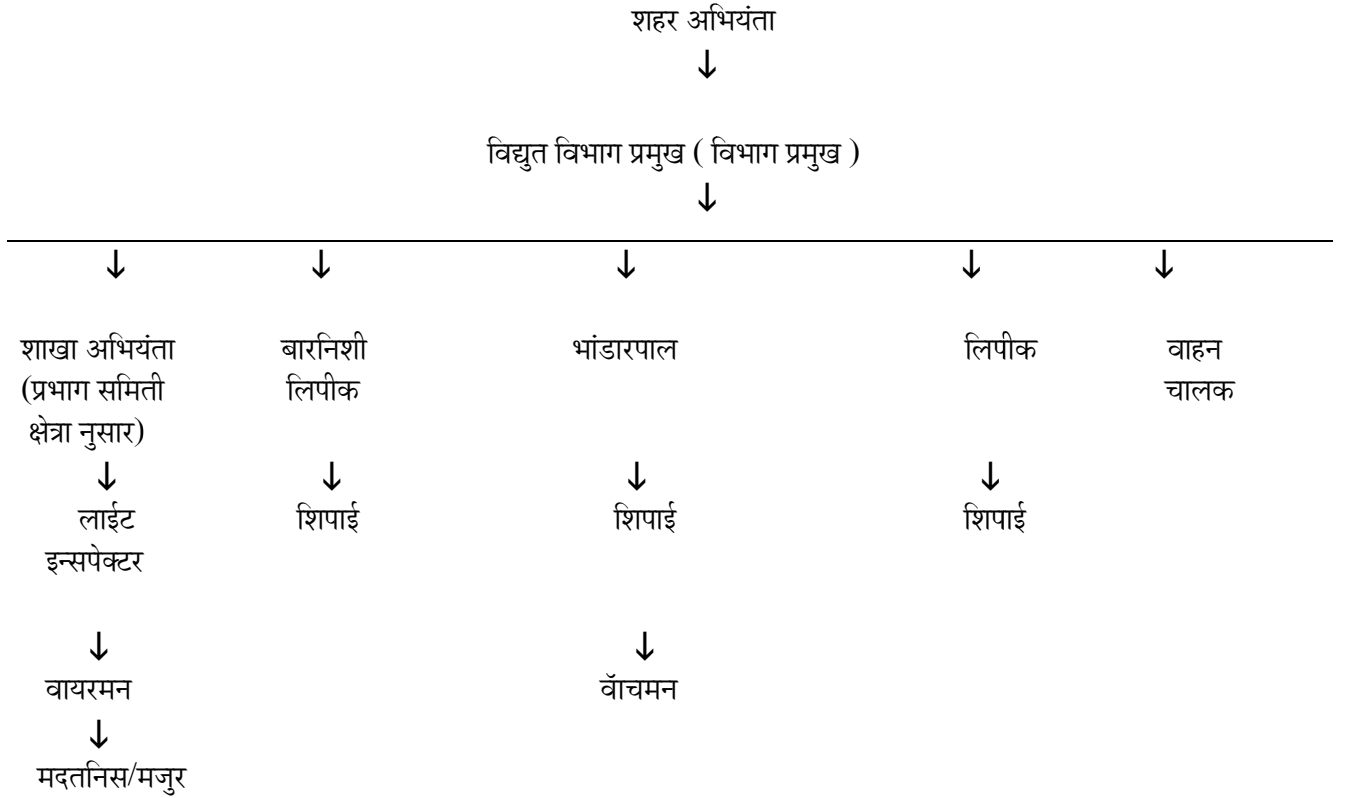 शहर अभियंता
↓
विद्युत विभाग प्रमुख ( विभाग प्रमुख )
↓
↓ ↓ ↓ ↓ ↓
शाखा अभियंता बारनिशी भांडारपाल लिपीक वाहन
(प्रभाग समिती लिपीक चालक
क्षेत्रा नुसार)
↓ ↓ ↓ ↓
लाईट शिपाई शिपाई शिपाई
इन्सपेक्टर
↓ ↓
वायरमन वॅाचमन
↓
मदतनिस/मजुर